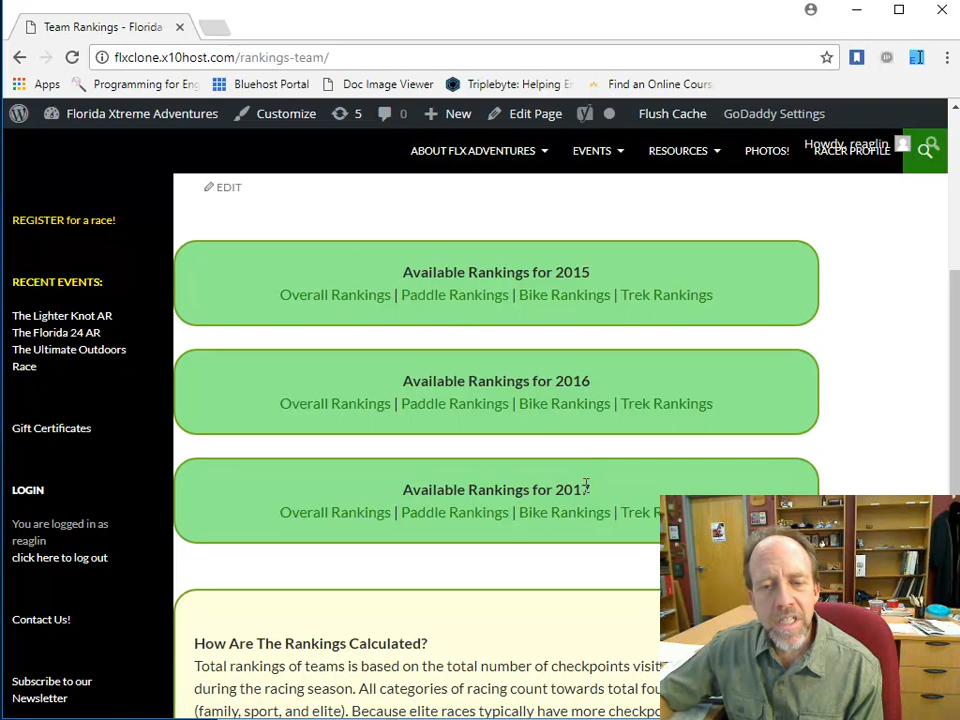 Team Rankings - Florida
flxclone.x10host.com/rankings-team/
Apps Programming for Eng Bluehost Portal Doc Image Viewer Triplebyte: Helping E Find an Online Cours
Florida Xtreme Adventures Customize 5 0 New Edit Page Flush Cache GoDaddy Settings
Howdy, reaglin
ABOUT FLX ADVENTURES EVENTS RESOURCES PHOTOS! RACER PROFILE
EDIT
REGISTER for a race!
RECENT EVENTS:
The Lighter Knot AR
The Florida 24 AR
The Ultimate Outdoors
Race
Gift Certificates
LOGIN
You are logged in as
reaglin
click here to log out
Contact Us!
Subscribe to our
Newsletter
Available Rankings for 2015
Overall Rankings | Paddle Rankings | Bike Rankings | Trek Rankings
Available Rankings for 2016
Overall Rankings | Paddle Rankings | Bike Rankings | Trek Rankings
Available Rankings for 2017
Overall Rankings | Paddle Rankings | Bike Rankings | Trek R
How Are The Rankings Calculated?
Total rankings of teams is based on the total number of checkpoints visit
during the racing season. All categories of racing count towards total fou
(family, sport, and elite). Because elite races typically have more checkpo